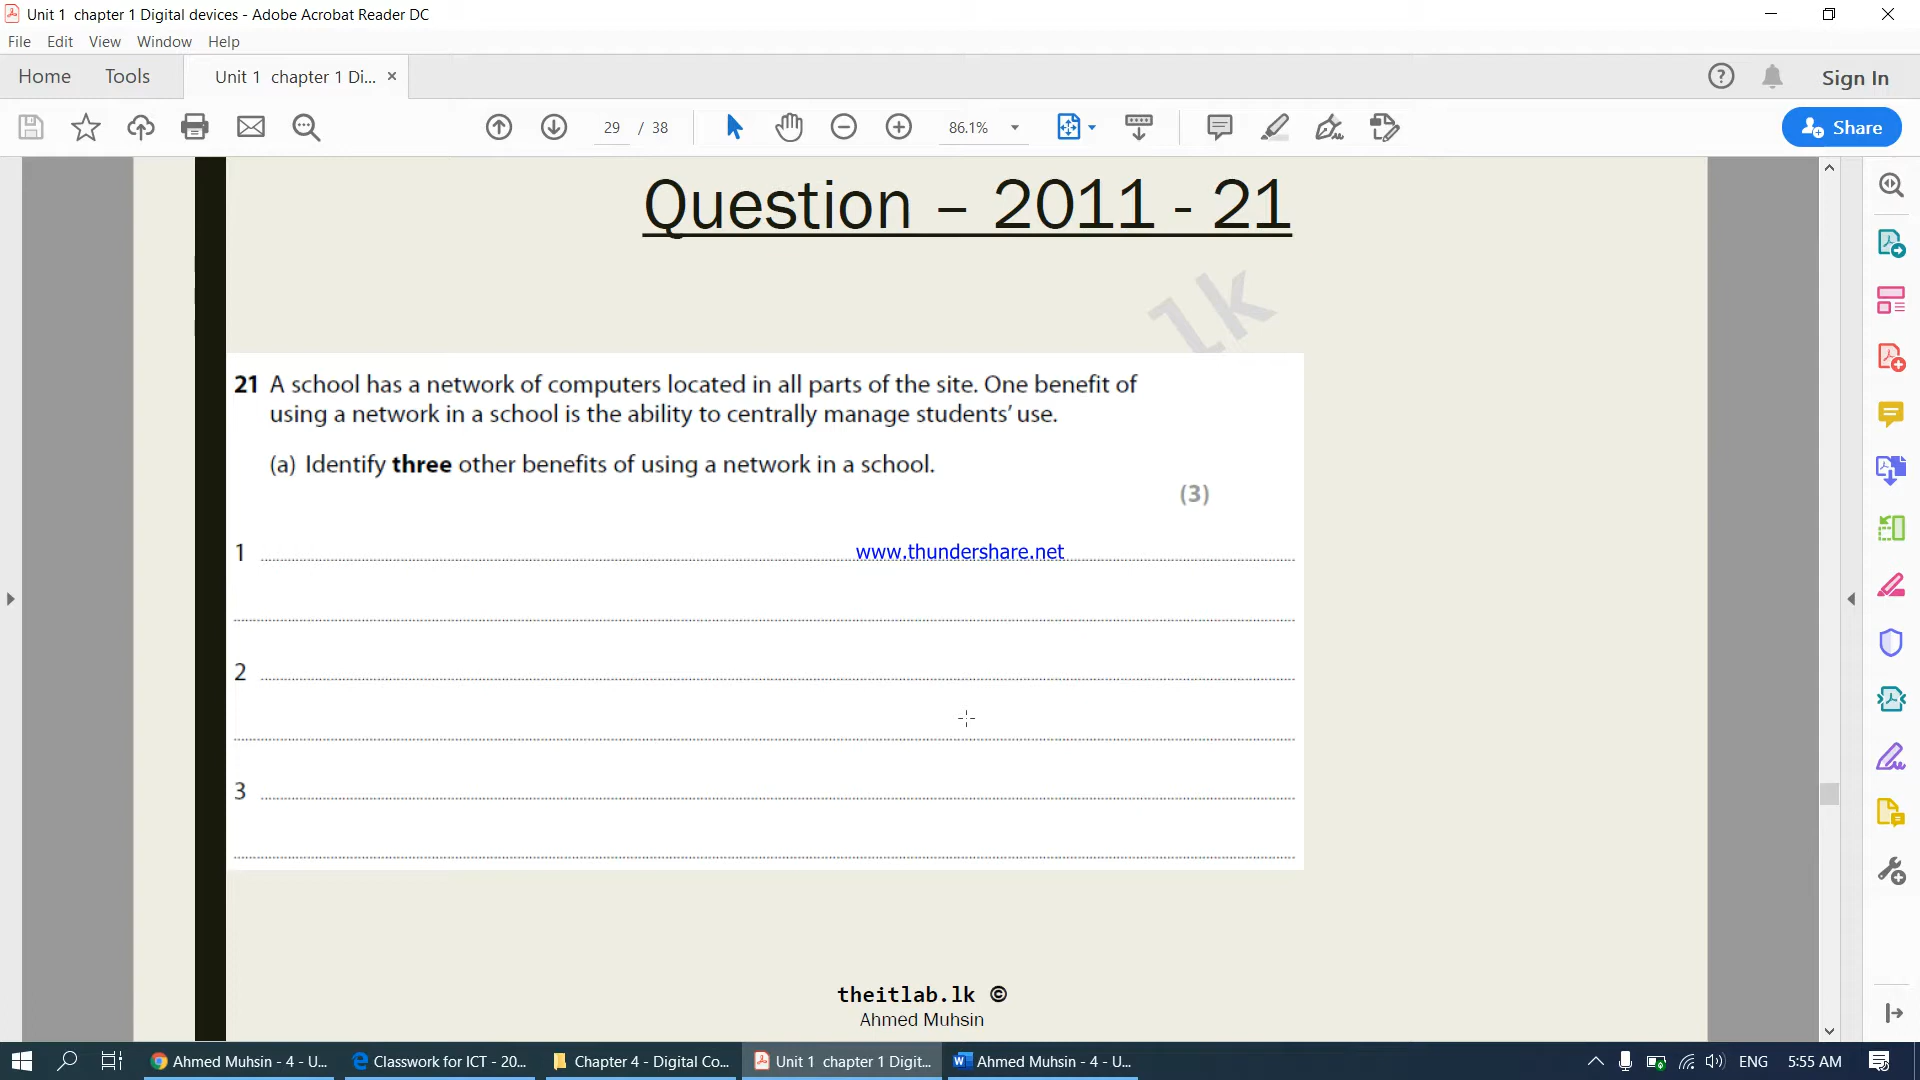 Unit 1 chapter 1 Digital devices - Adobe Acrobat Reader DC
File Edit View Window Help
Home Tools Unit 1 chapter 1 Di... × Sign In
29 / 38 86.1% Share
Question – 2011 - 21
lk
21 A school has a network of computers located in all parts of the site. One benefit of
using a network in a school is the ability to centrally manage students' use.
(a) Identify three other benefits of using a network in a school.
(3)
1 www.thundershare.net
2
3
theitlab.lk ©
Ahmed Muhsin
Ahmed Muhsin - 4 - U... Classwork for ICT - 20... Chapter 4 - Digital Co... Unit 1 chapter 1 Digit... Ahmed Muhsin - 4 - U... ENG 5:55 AM